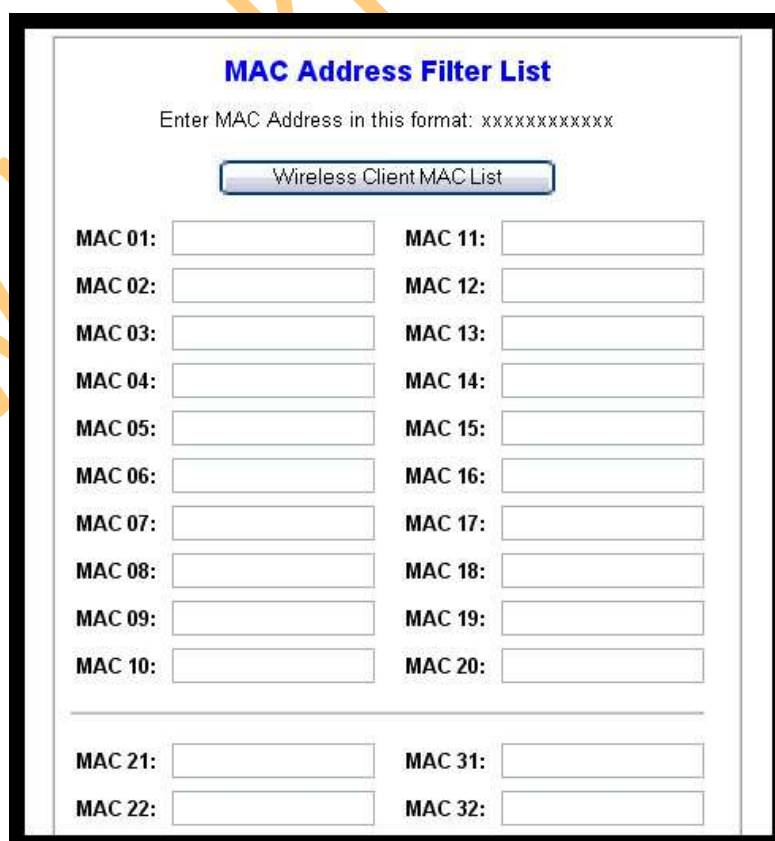 MAC Address Filter List
Enter MAC Address in this format: xxxxxxxxxxxx
Wireless Client MAC List
MAC 01: MAC 11:
MAC 02: MAC 12:
MAC 03: MAC 13:
MAC 04: MAC 14:
MAC 05: MAC 15:
MAC 06: MAC 16:
MAC 07: MAC 17:
MAC 08: MAC 18:
MAC 09: MAC 19:
MAC 10: MAC 20:
MAC 21: MAC 31:
MAC 22: MAC 32: